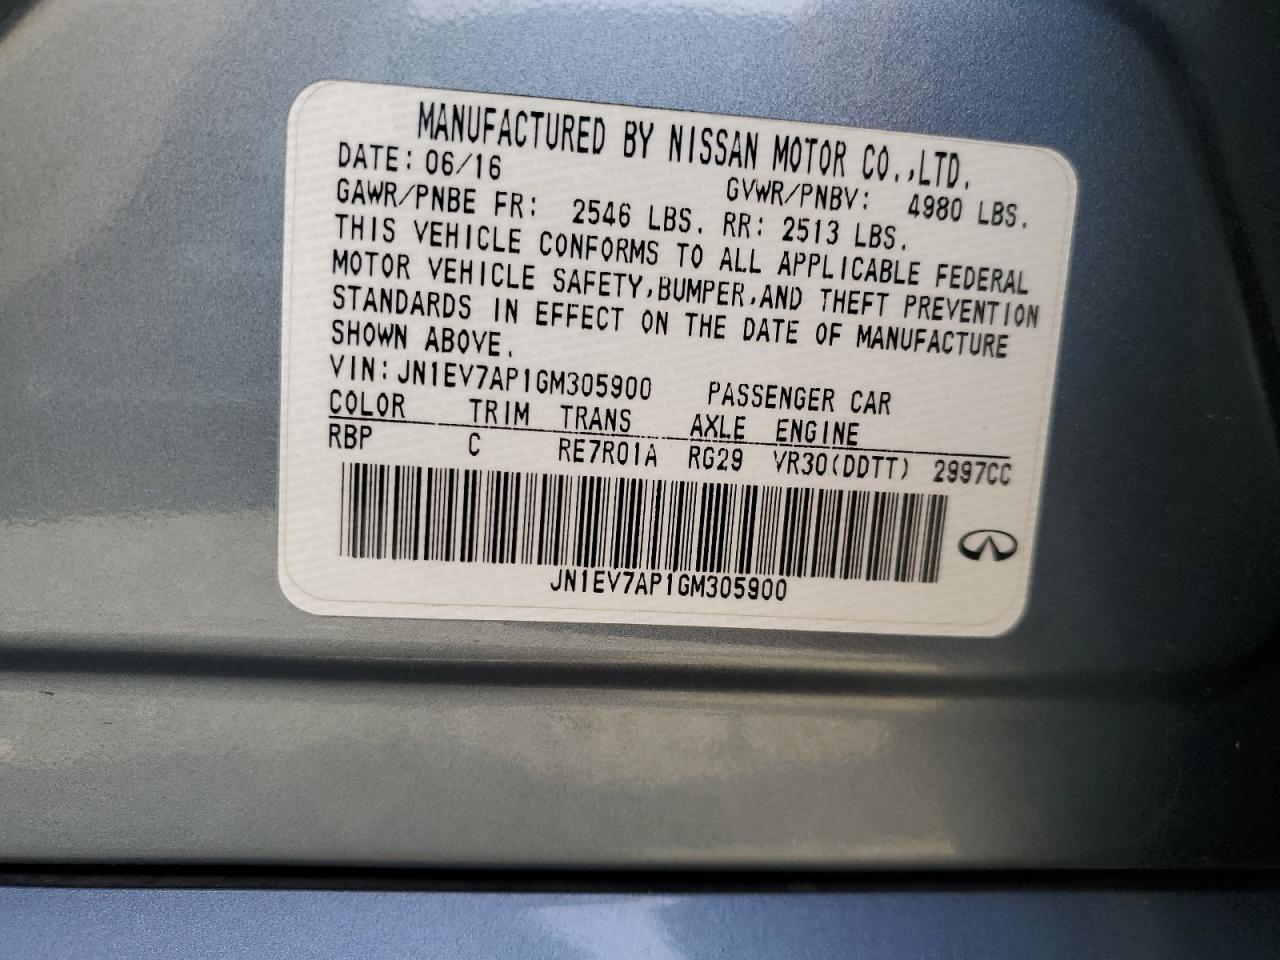 MANUFACTURED BY NISSAN MOTOR CO.,LTD.
DATE: 06/16 GVWR/PNBV: 4980 LBS.
GAWR/PNBE FR: 2546 LBS. RR: 2513 LBS.
THIS VEHICLE CONFORMS TO ALL APPLICABLE FEDERAL
MOTOR VEHICLE SAFETY,BUMPER,AND THEFT PREVENTION
STANDARDS IN EFFECT ON THE DATE OF MANUFACTURE
SHOWN ABOVE.
VIN: JN1EV7AP1GM305900 PASSENGER CAR
COLOR TRIM TRANS AXLE ENGINE
RBP C RE7R01A RG29 VR30(DDTT) 2997CC
JN1EV7AP1GM305900